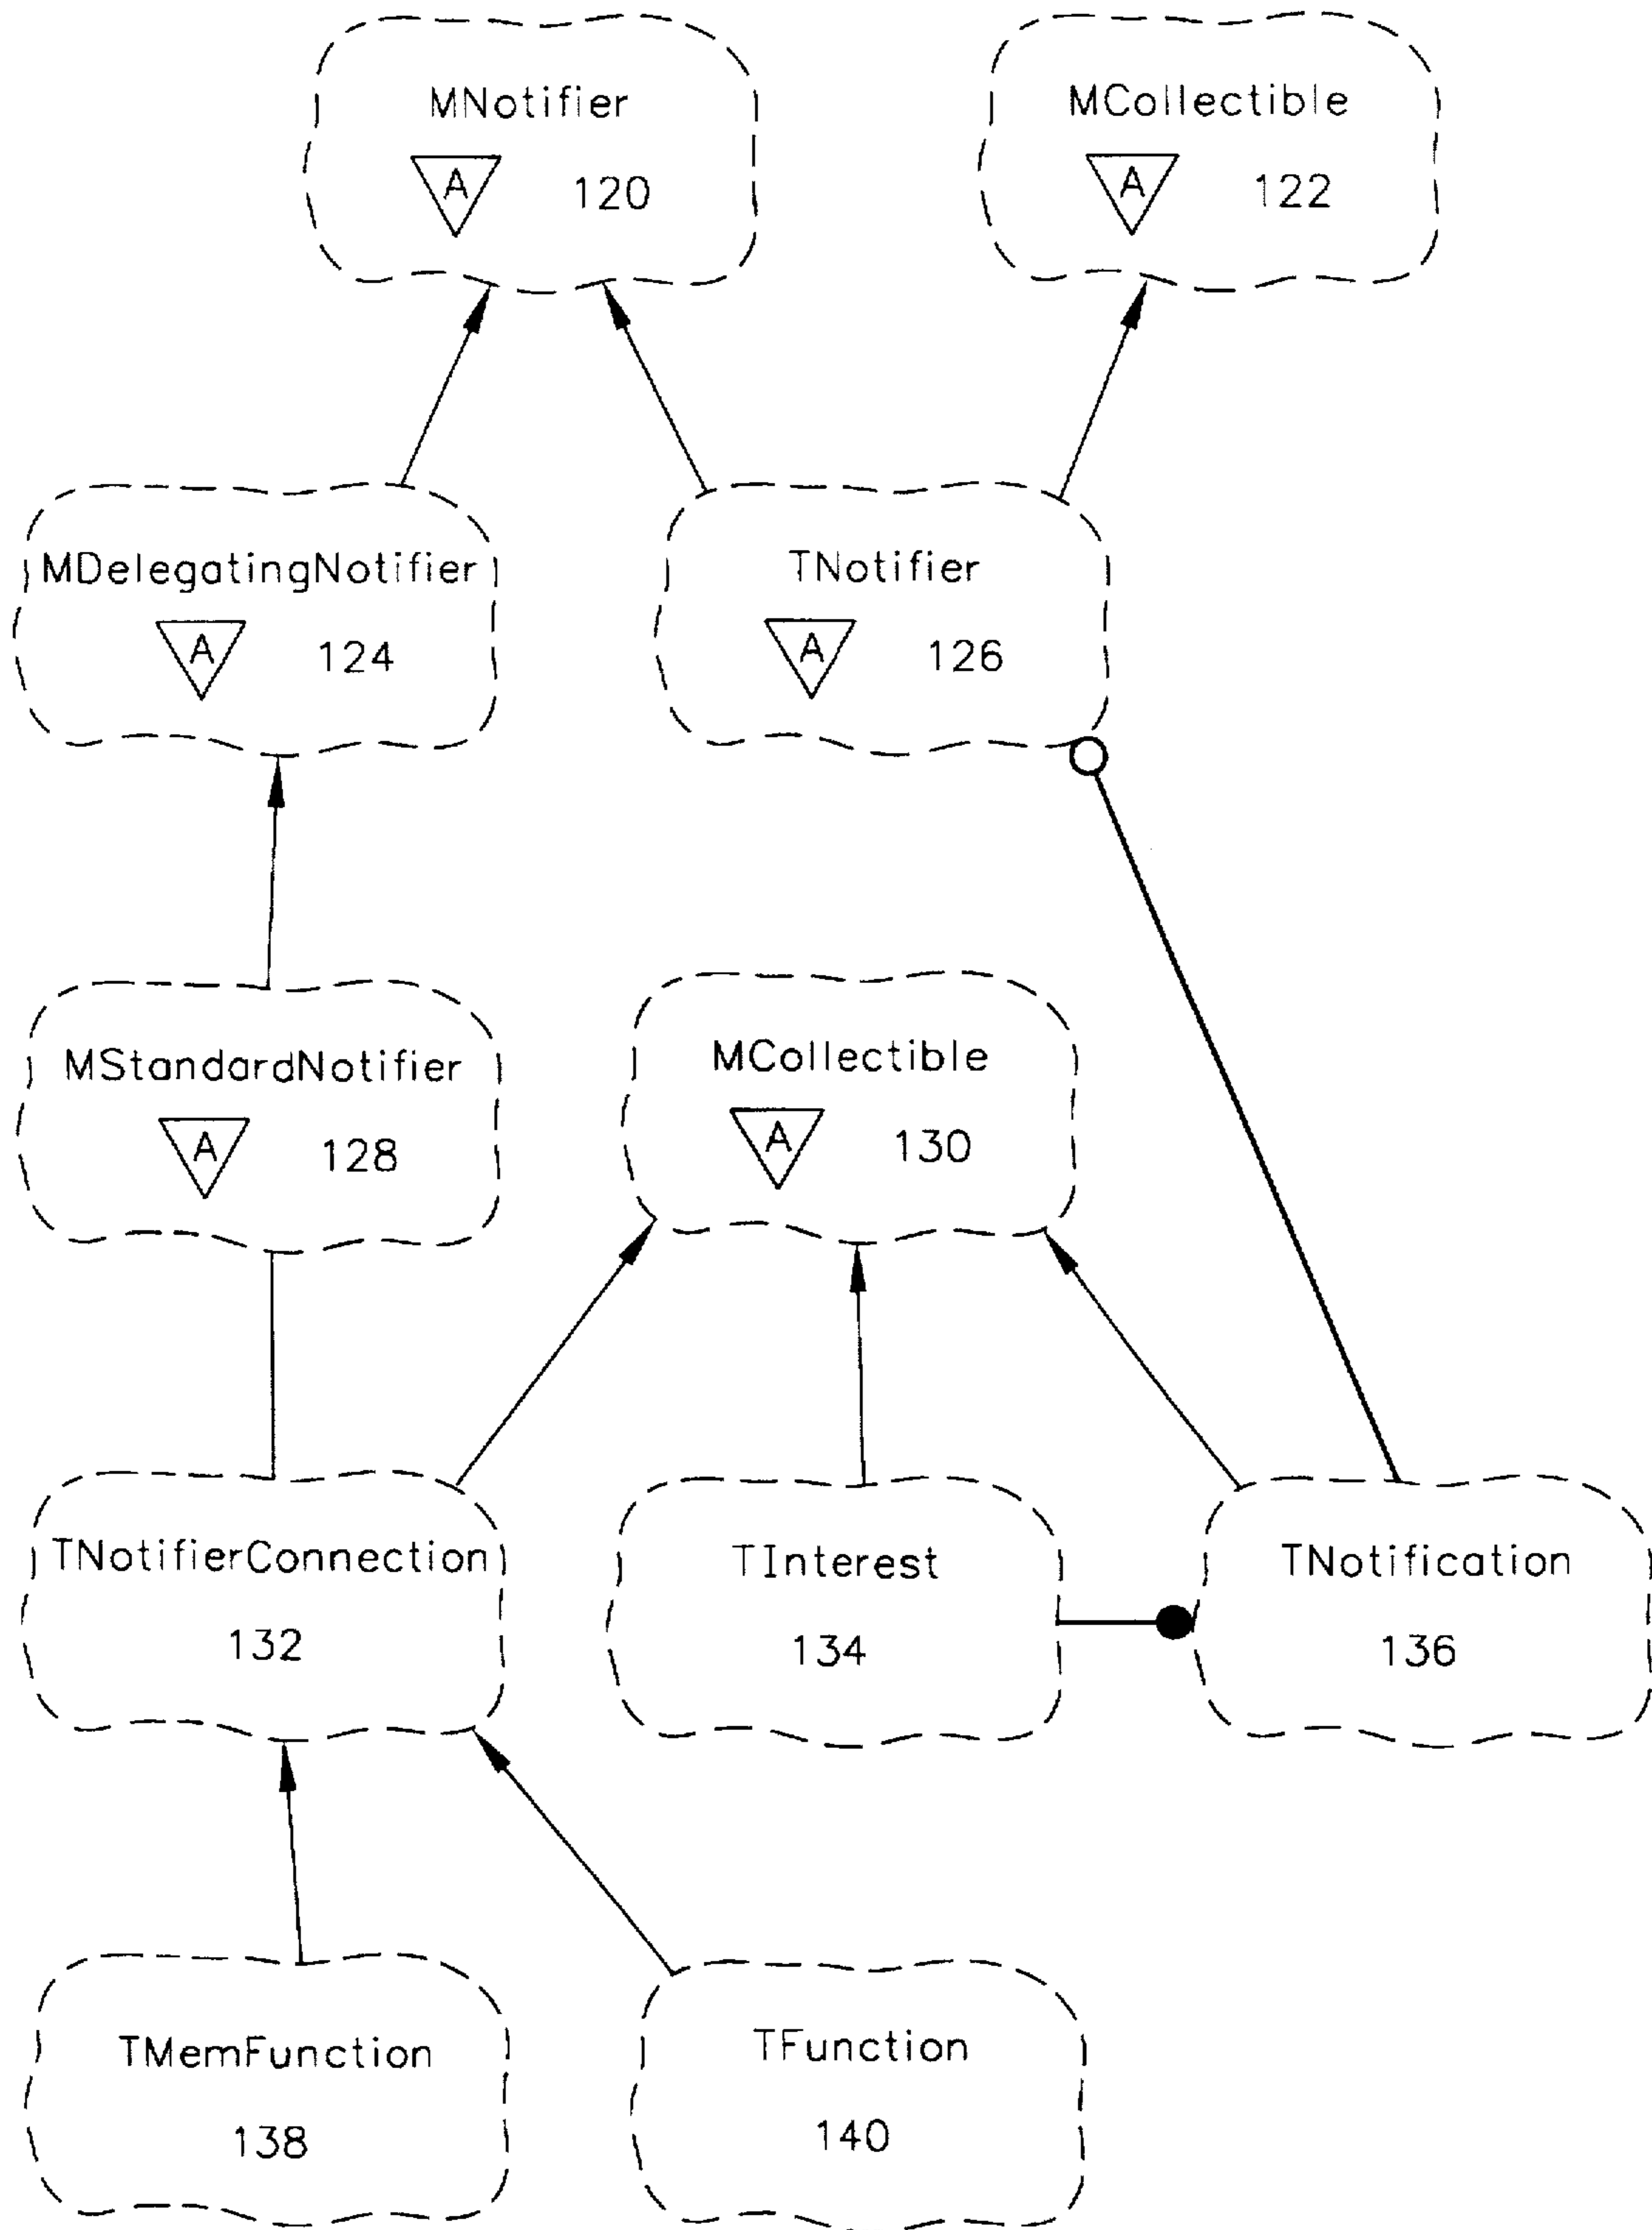 MNotifier
A 120
MCollectible
A 122
MDelegatingNotifier
A 124
TNotifier
A 126
MStandardNotifier
A 128
MCollectible
A 130
TNotifierConnection
132
TInterest
134
TNotification
136
TMemFunction
138
TFunction
140